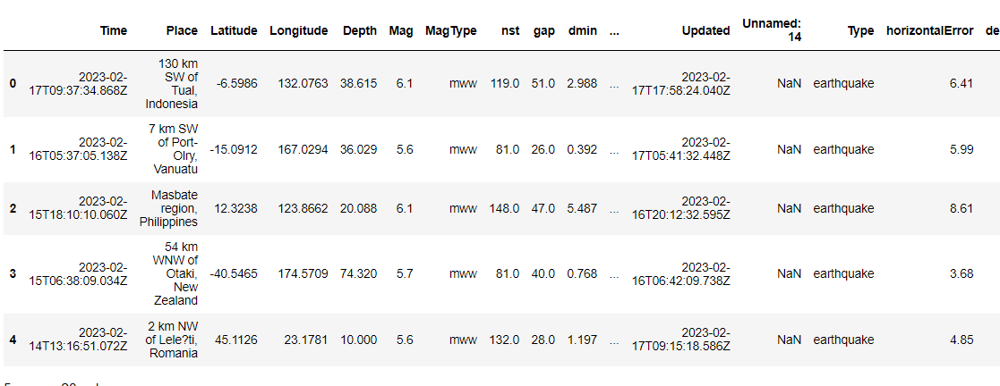 Time Place Latitude Longitude Depth Mag MagType nst gap dmin ... Updated Unnamed: 14 Type horizontalError de
0 2023-02-17T09:37:34.868Z 130 km SW of Tual, Indonesia -6.5986 132.0763 38.615 6.1 mww 119.0 51.0 2.988 ... 2023-02-17T17:58:24.040Z NaN earthquake 6.41
1 2023-02-16T05:37:05.138Z 7 km SW of Port-Olry, Vanuatu -15.0912 167.0294 36.029 5.6 mww 81.0 26.0 0.392 ... 2023-02-17T05:41:32.448Z NaN earthquake 5.99
2 2023-02-15T18:10:10.060Z Masbate region, Philippines 12.3238 123.8662 20.088 6.1 mww 148.0 47.0 5.487 ... 2023-02-16T20:12:32.595Z NaN earthquake 8.61
3 2023-02-15T06:38:09.034Z 54 km WNW of Otaki, New Zealand -40.5465 174.5709 74.320 5.7 mww 81.0 40.0 0.768 ... 2023-02-16T06:42:09.738Z NaN earthquake 3.68
4 2023-02-14T13:16:51.072Z 2 km NW of Lele?ti, Romania 45.1126 23.1781 10.000 5.6 mww 132.0 28.0 1.197 ... 2023-02-17T09:15:18.586Z NaN earthquake 4.85